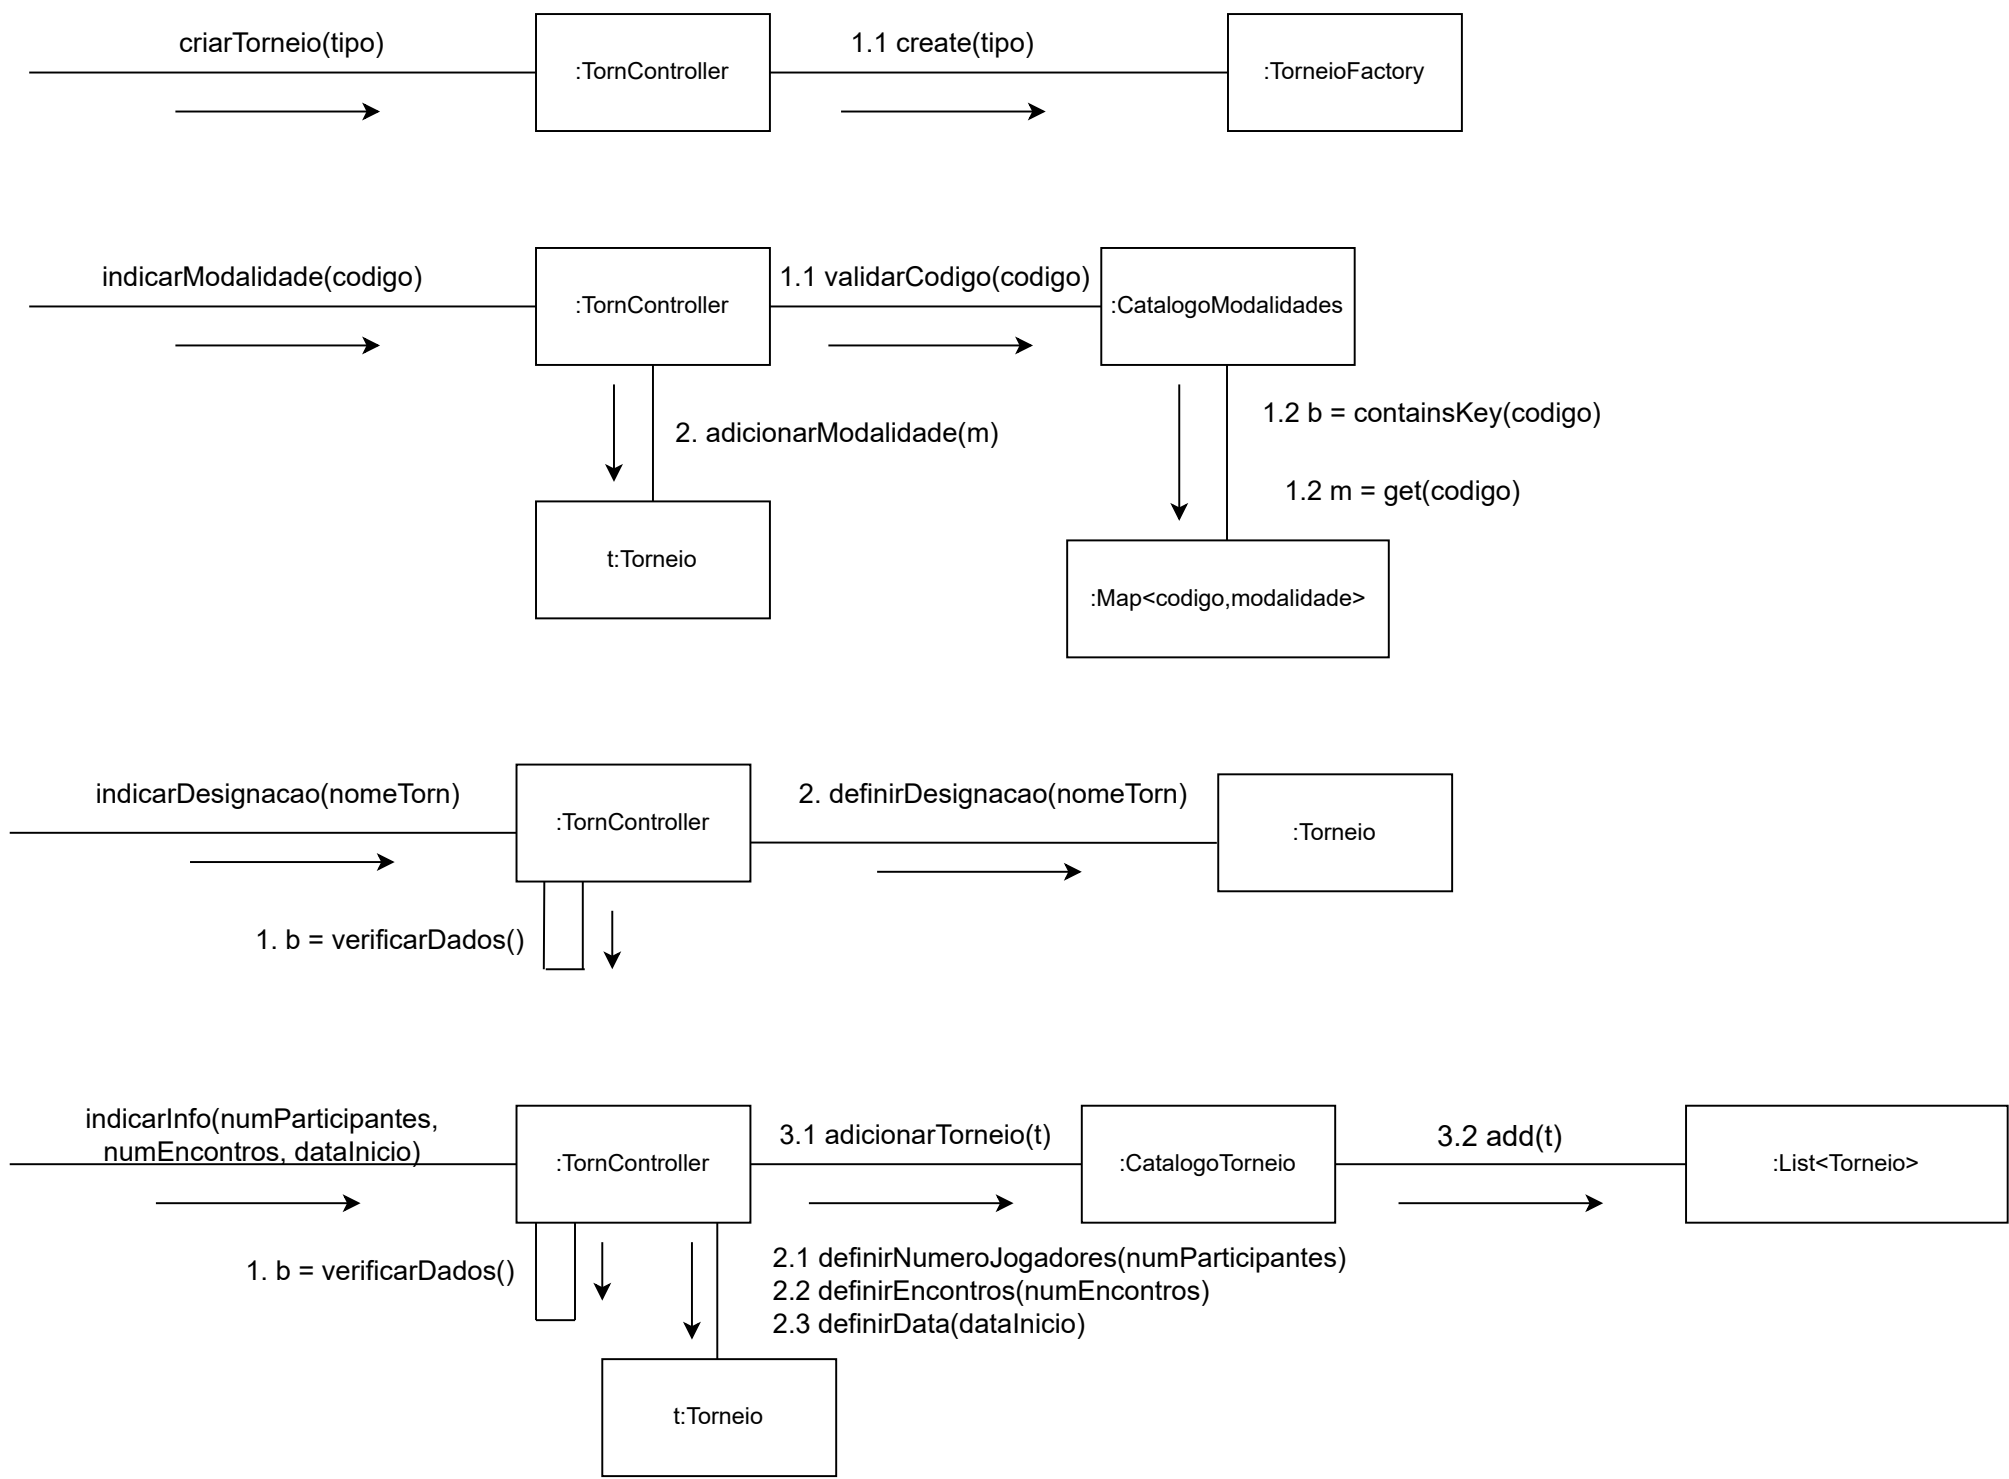 criarTorneio(tipo)
:TornController
1.1 create(tipo)
:TorneioFactory
indicarModalidade(codigo)
:TornController
1.1 validarCodigo(codigo)
:CatalogoModalidades
2. adicionarModalidade(m)
1.2 b = containsKey(codigo)
1.2 m = get(codigo)
t:Torneio
:Map<codigo,modalidade>
indicarDesignacao(nomeTorn)
:TornController
2. definirDesignacao(nomeTorn)
:Torneio
1. b = verificarDados()
indicarInfo(numParticipantes,
numEncontros, dataInicio)
:TornController
3.1 adicionarTorneio(t)
:CatalogoTorneio
3.2 add(t)
:List<Torneio>
1. b = verificarDados()
2.1 definirNumeroJogadores(numParticipantes)
2.2 definirEncontros(numEncontros)
2.3 definirData(dataInicio)
t:Torneio